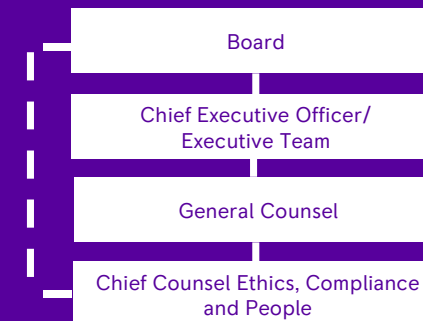 Board
Chief Executive Officer/
Executive Team
General Counsel
Chief Counsel Ethics, Compliance
and People